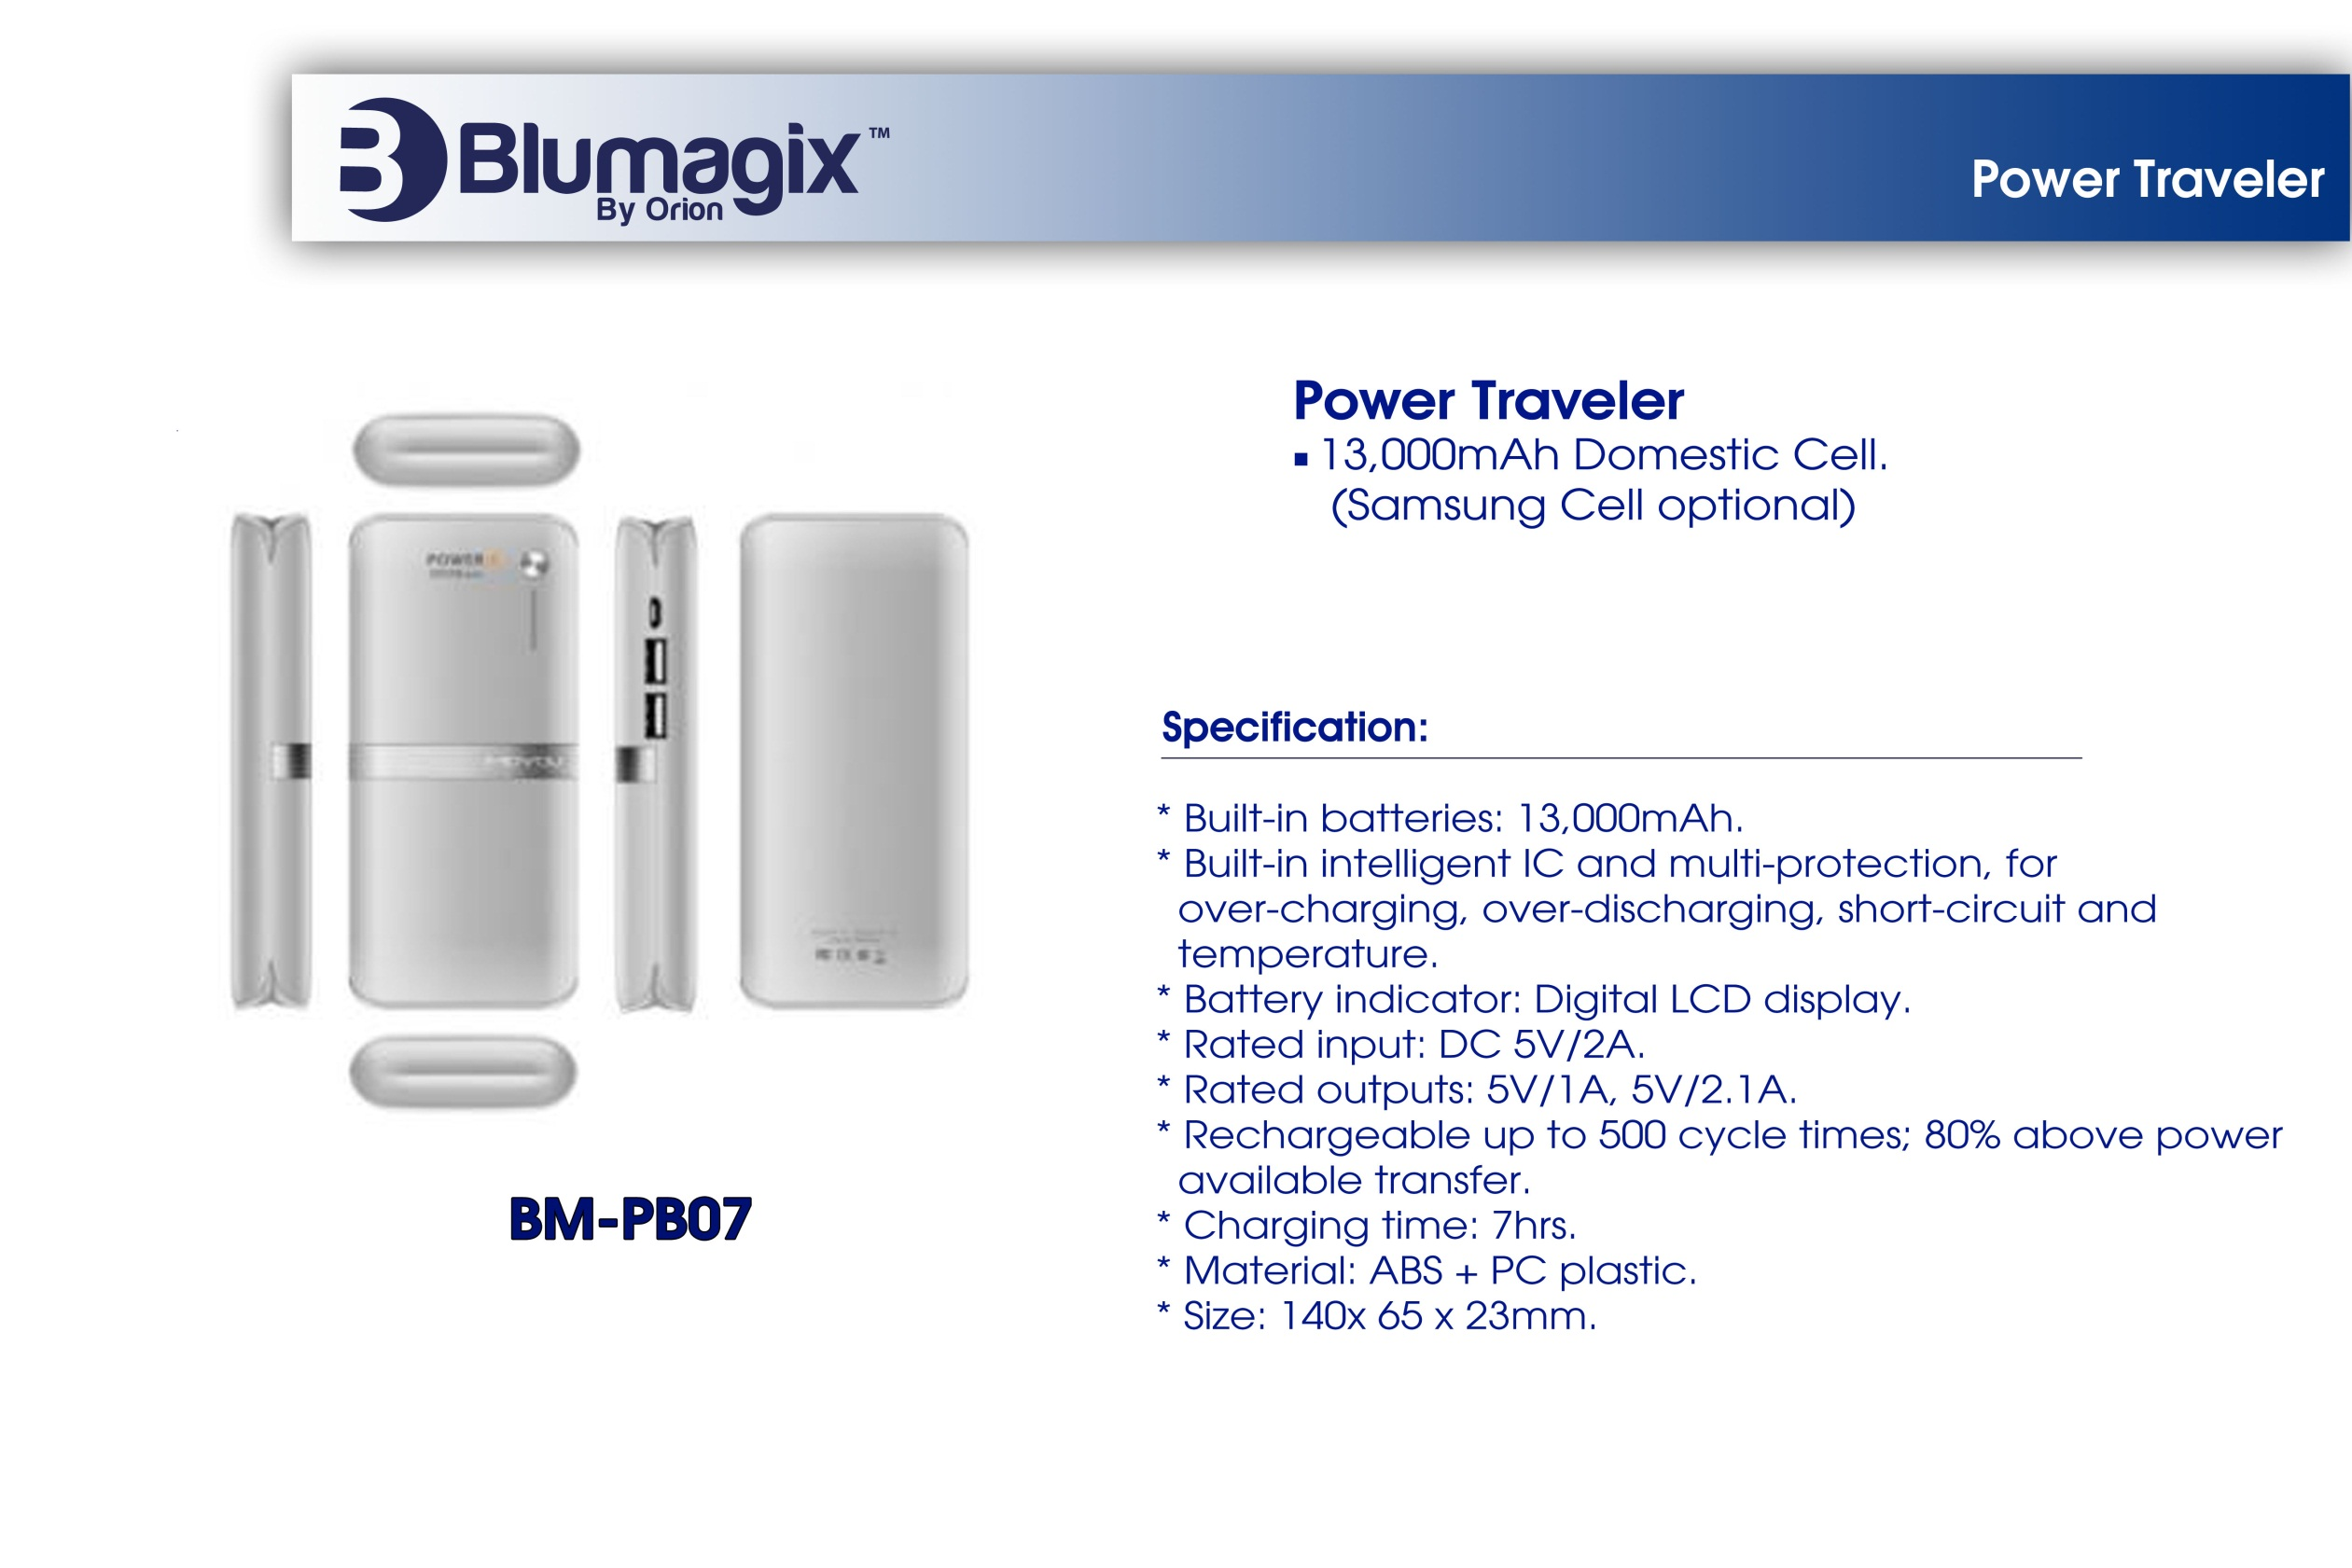 Blumagix™
By Orion
Power Traveler
Power Traveler
▪ 13,000mAh Domestic Cell.
(Samsung Cell optional)
POWER
BM-PB07
Specification:
* Built-in batteries: 13,000mAh.
* Built-in intelligent IC and multi-protection, for
over-charging, over-discharging, short-circuit and
temperature.
* Battery indicator: Digital LCD display.
* Rated input: DC 5V/2A.
* Rated outputs: 5V/1A, 5V/2.1A.
* Rechargeable up to 500 cycle times; 80% above power
available transfer.
* Charging time: 7hrs.
* Material: ABS + PC plastic.
* Size: 140x 65 x 23mm.